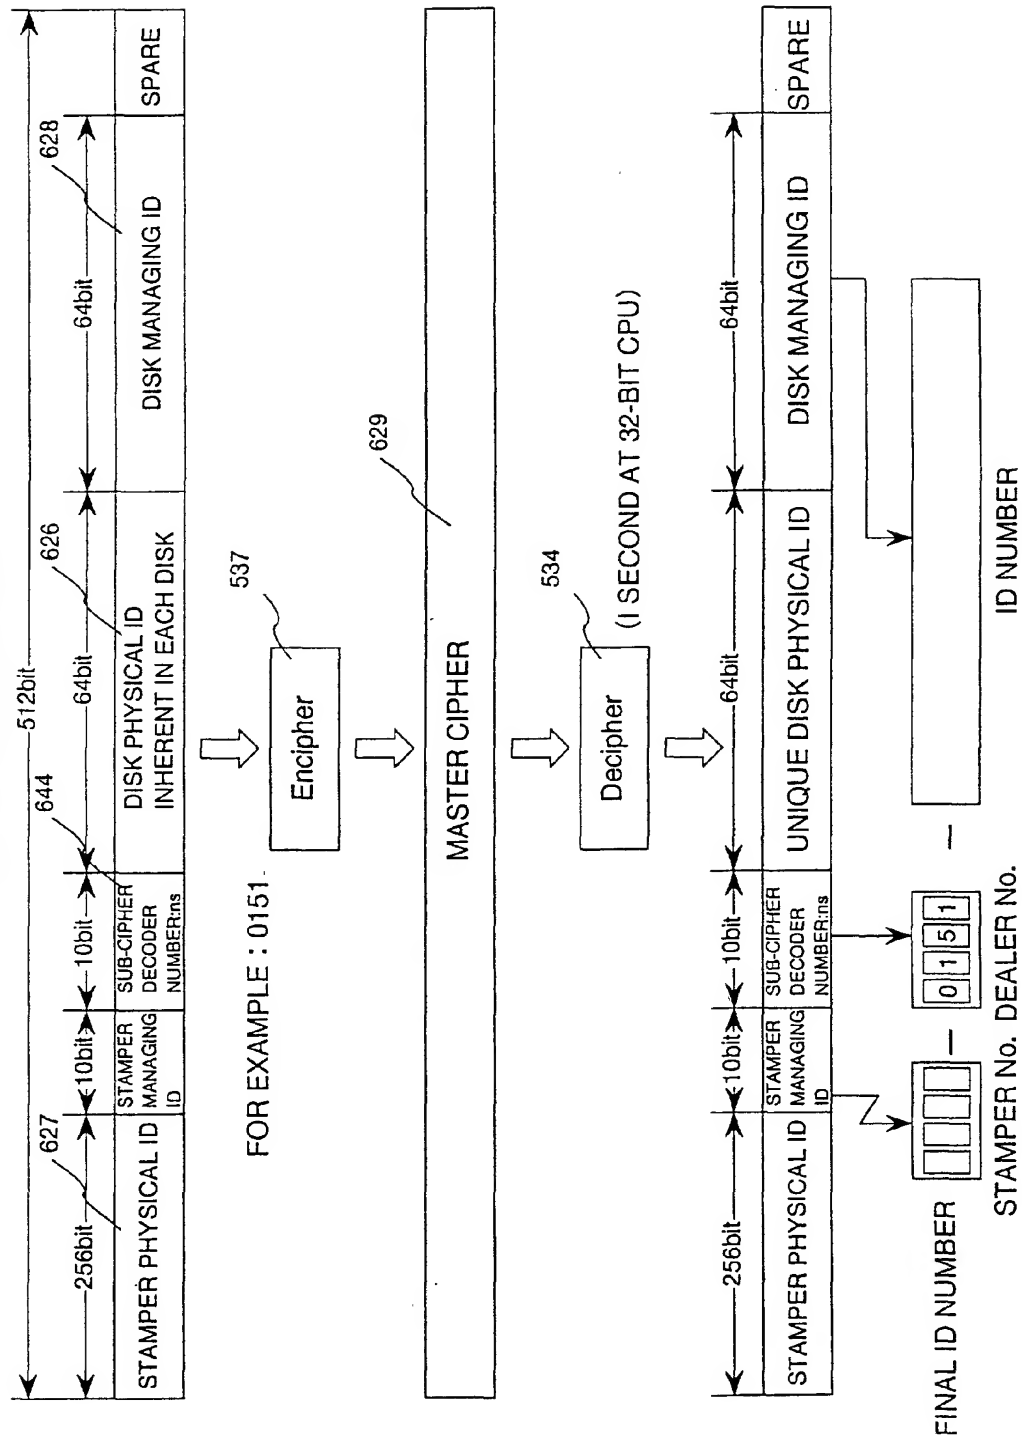 512bit
256bit
10bit
10bit
64bit
64bit
627
644
626
628
STAMPER PHYSICAL ID
STAMPER
MANAGING
ID
SUB-CIPHER
DECODER
NUMBER:ns
DISK PHYSICAL ID
INHERENT IN EACH DISK
DISK MANAGING ID
SPARE
FOR EXAMPLE : 0151
Encipher
537
MASTER CIPHER
629
Decipher
534
(I SECOND AT 32-BIT CPU)
256bit
10bit
10bit
64bit
64bit
STAMPER PHYSICAL ID
STAMPER
MANAGING
ID
SUB-CIPHER
DECODER
NUMBER:ns
UNIQUE DISK PHYSICAL ID
DISK MANAGING ID
SPARE
FINAL ID NUMBER
— 0 1 5 1 —
STAMPER No. DEALER No.
ID NUMBER